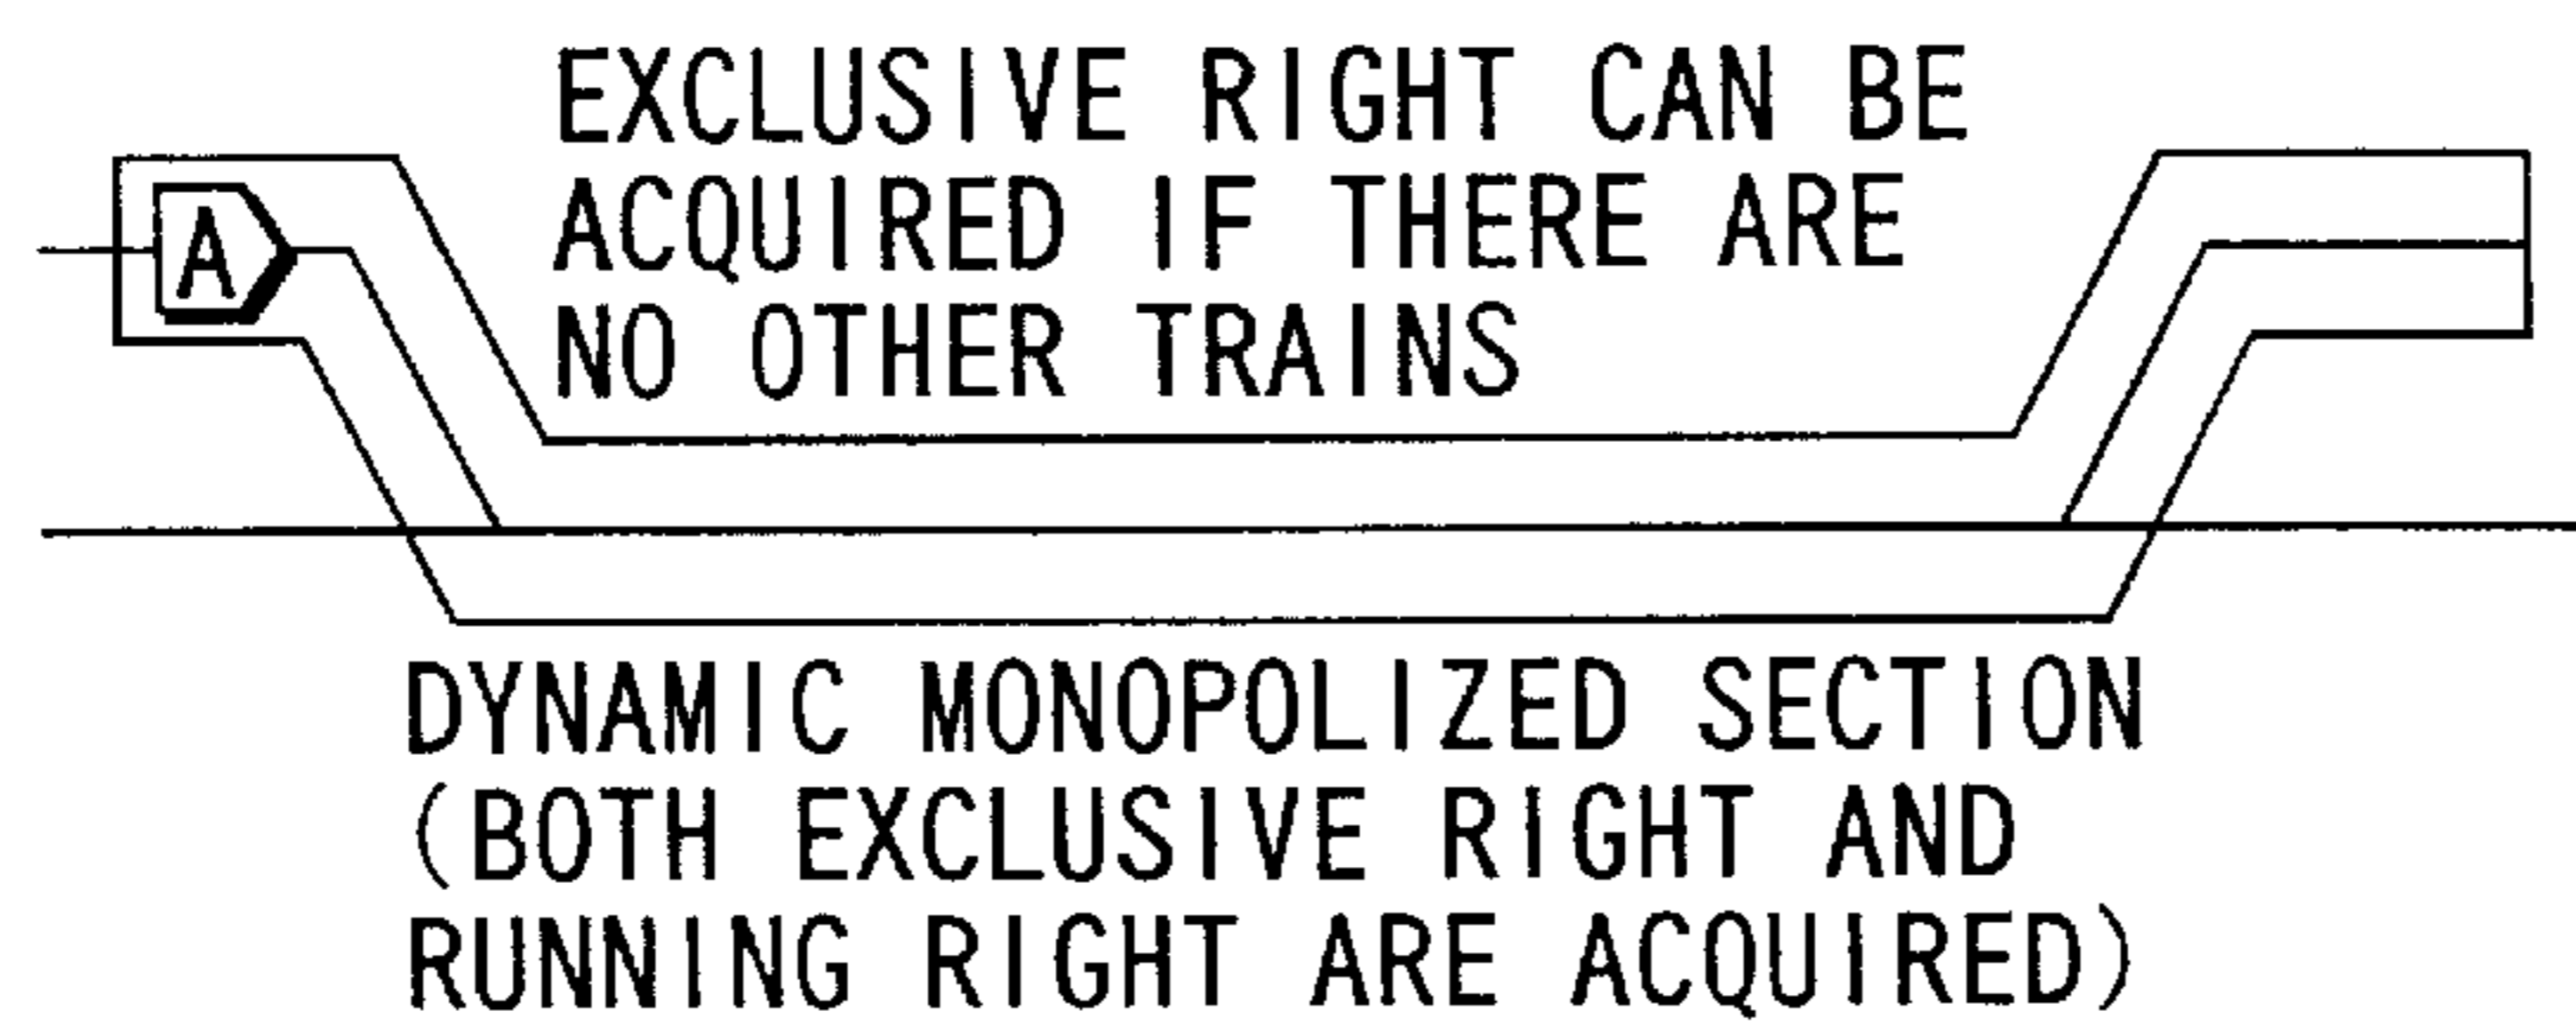 EXCLUSIVE RIGHT CAN BE
ACQUIRED IF THERE ARE
NO OTHER TRAINS
A
DYNAMIC MONOPOLIZED SECTION
(BOTH EXCLUSIVE RIGHT AND
RUNNING RIGHT ARE ACQUIRED)